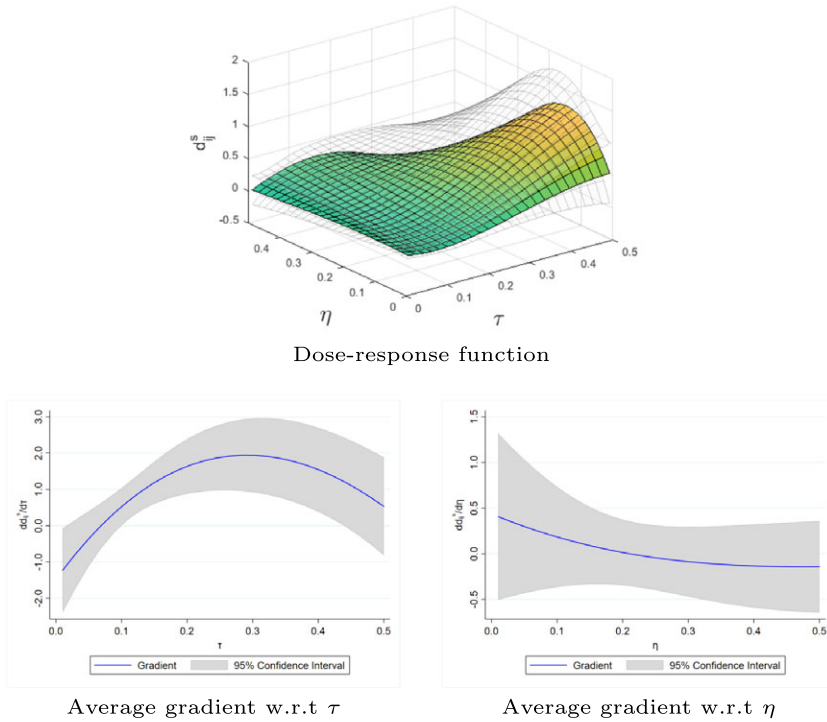 2
1.5
1
0.5
0
-0.5
d^s_ij
0.4
0.3
0.2
0.1
0
η
0
0.1
0.2
0.3
0.4
0.5
τ
Dose-response function
3.0
2.0
1.0
0.0
-1.0
-2.0
dd_ij^s/dτ
0.0 0.1 0.2 0.3 0.4 0.5
τ
Gradient 95% Confidence Interval
1.5
1.0
0.5
0.0
-0.5
dd_ij^s/dη
0.0 0.1 0.2 0.3 0.4 0.5
η
Gradient 95% Confidence Interval
Average gradient w.r.t τ
Average gradient w.r.t η